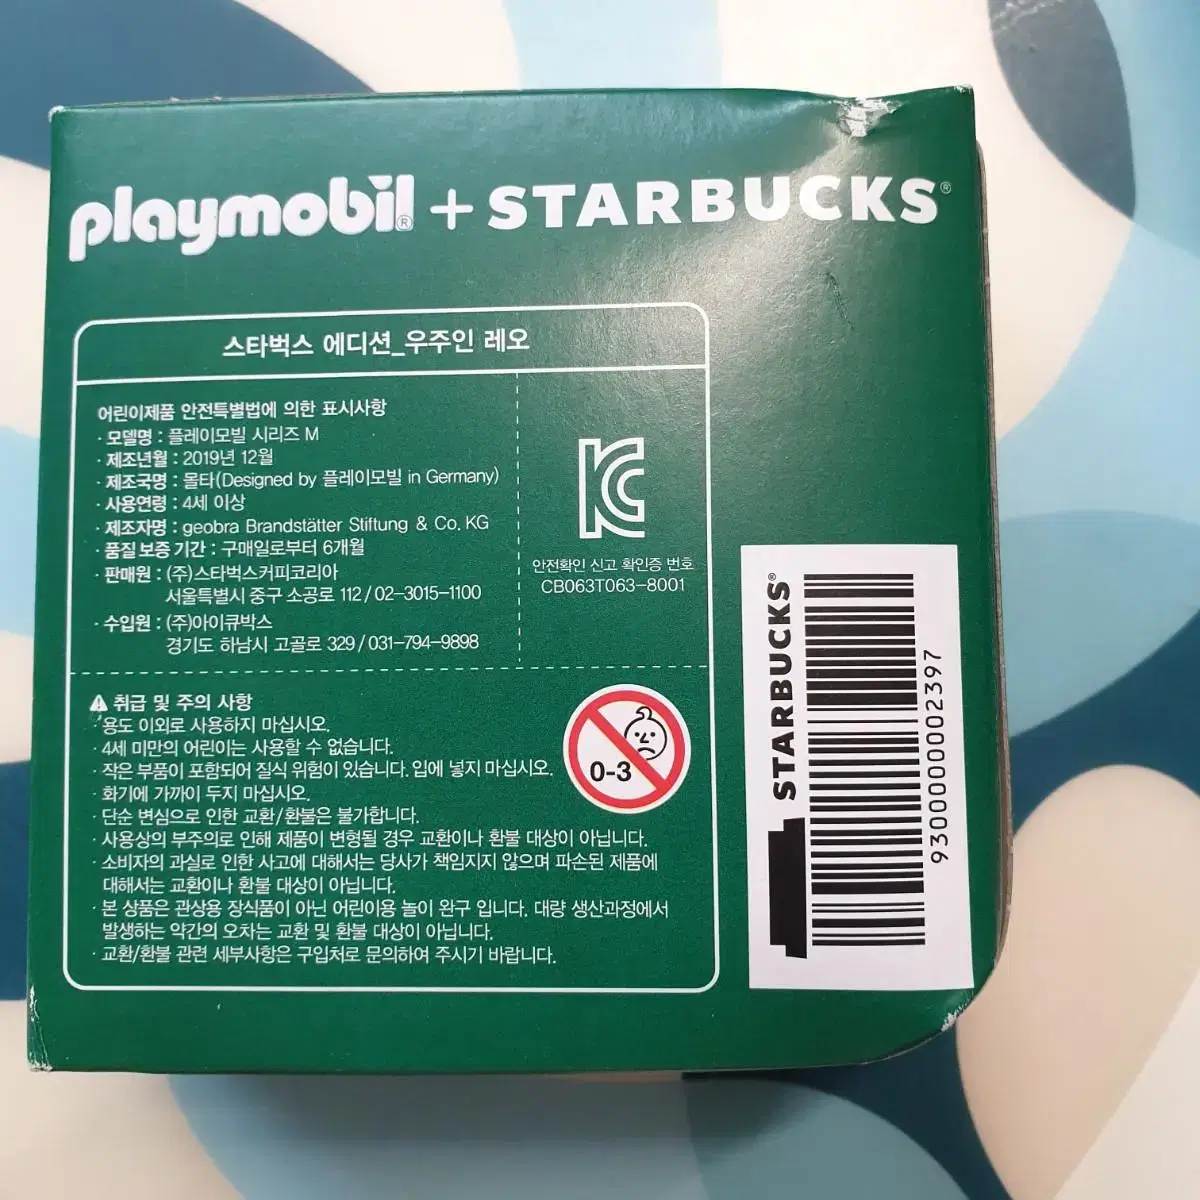 playmobil® + STARBUCKS®
스타벅스 에디션_우주인 레오
어린이제품 안전특별법에 의한 표시사항
· 모델명 : 플레이모빌 시리즈 M
· 제조년월 : 2019년 12월
· 제조국명 : 몰타(Designed by 플레이모빌 in Germany)
· 사용연령 : 4세 이상
· 제조자명 : geobra Brandstätter Stiftung & Co. KG
· 품질 보증 기간 : 구매일로부터 6개월
· 판매원 : (주)스타벅스커피코리아
서울특별시 중구 소공로 112 / 02-3015-1100
· 수입원 : (주)아이큐박스
경기도 하남시 고골로 329 / 031-794-9898
KC
안전확인 신고 확인증 번호
CB063T063-8001
취급 및 주의 사항
· 용도 이외로 사용하지 마십시오.
· 4세 미만의 어린이는 사용할 수 없습니다.
· 작은 부품이 포함되어 질식 위험이 있습니다. 입에 넣지 마십시오.
· 화기에 가까이 두지 마십시오.
· 단순 변심으로 인한 교환/환불은 불가합니다.
· 사용상의 부주의로 인해 제품이 변형될 경우 교환이나 환불 대상이 아닙니다.
· 소비자의 과실로 인한 사고에 대해서는 당사가 책임지지 않으며 파손된 제품에
대해서는 교환이나 환불 대상이 아닙니다.
· 본 상품은 관상용 장식품이 아닌 어린이용 놀이 완구 입니다. 대량 생산과정에서
발생하는 약간의 오차는 교환 및 환불 대상이 아닙니다.
· 교환/환불 관련 세부사항은 구입처로 문의하여 주시기 바랍니다.
0-3
STARBUCKS®
9300000002397